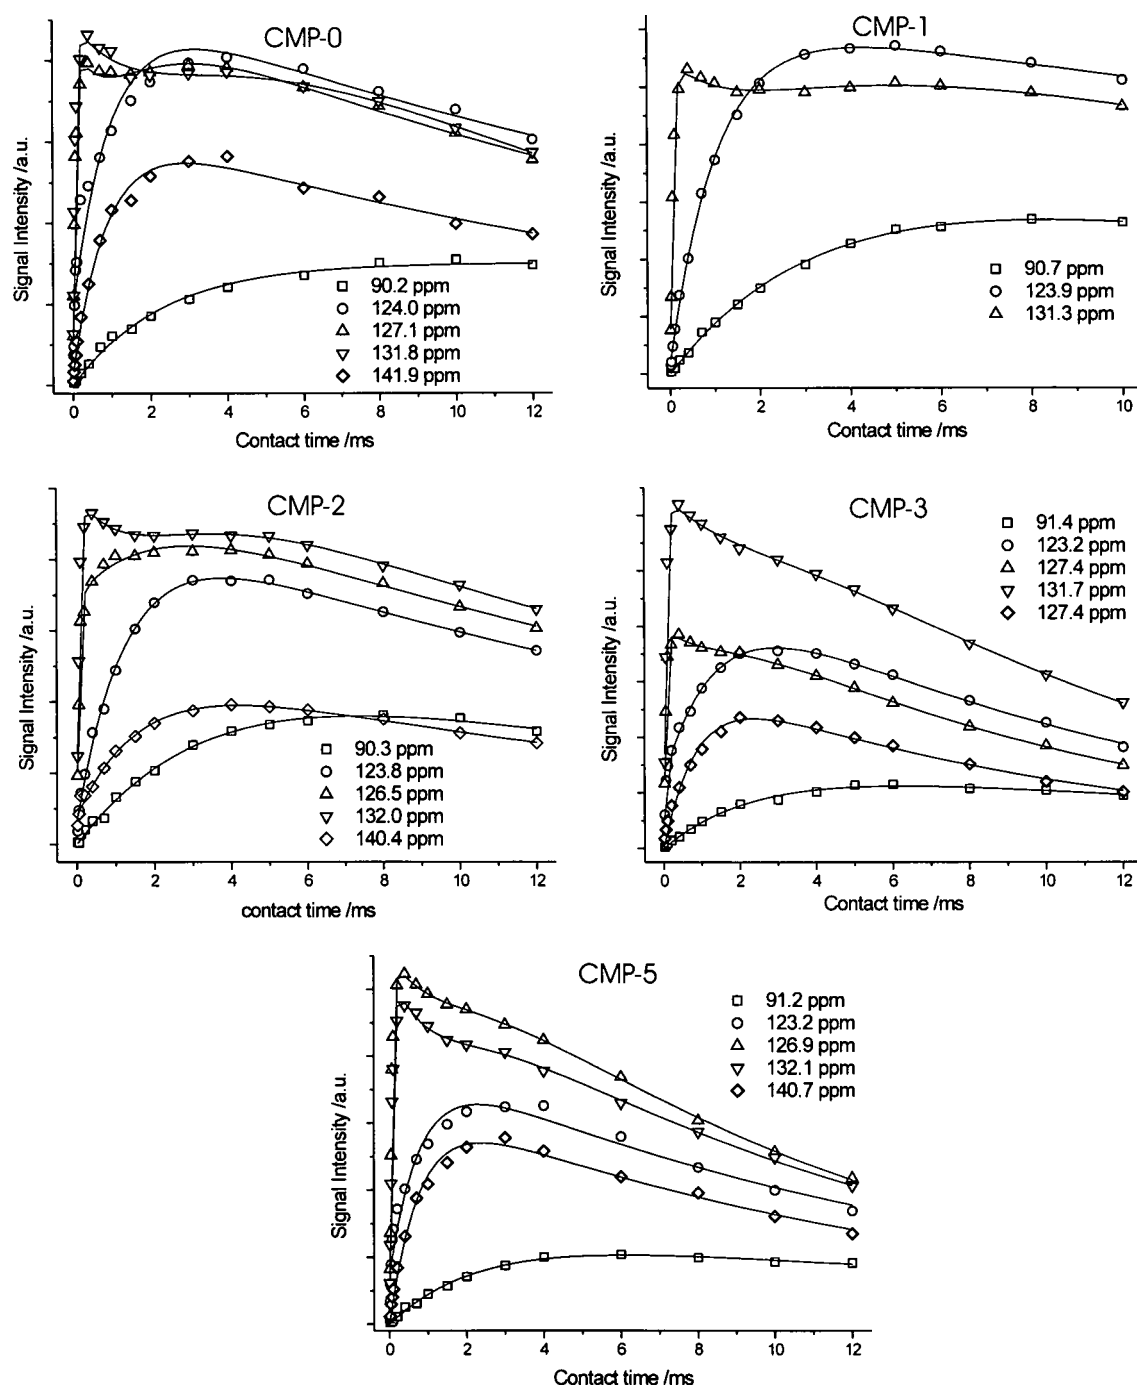 CMP-0
Signal Intensity /a.u.
90.2 ppm
124.0 ppm
127.1 ppm
131.8 ppm
141.9 ppm
0 2 4 6 8 10 12
Contact time /ms
CMP-1
Signal Intensity /a.u.
90.7 ppm
123.9 ppm
131.3 ppm
0 2 4 6 8 10
Contact time /ms
CMP-2
Signal Intensity /a.u.
90.3 ppm
123.8 ppm
126.5 ppm
132.0 ppm
140.4 ppm
0 2 4 6 8 10 12
contact time /ms
CMP-3
Signal Intensity /a.u.
91.4 ppm
123.2 ppm
127.4 ppm
131.7 ppm
127.4 ppm
0 2 4 6 8 10 12
Contact time /ms
CMP-5
Signal Intensity /a.u.
91.2 ppm
123.2 ppm
126.9 ppm
132.1 ppm
140.7 ppm
0 2 4 6 8 10 12
Contact time /ms